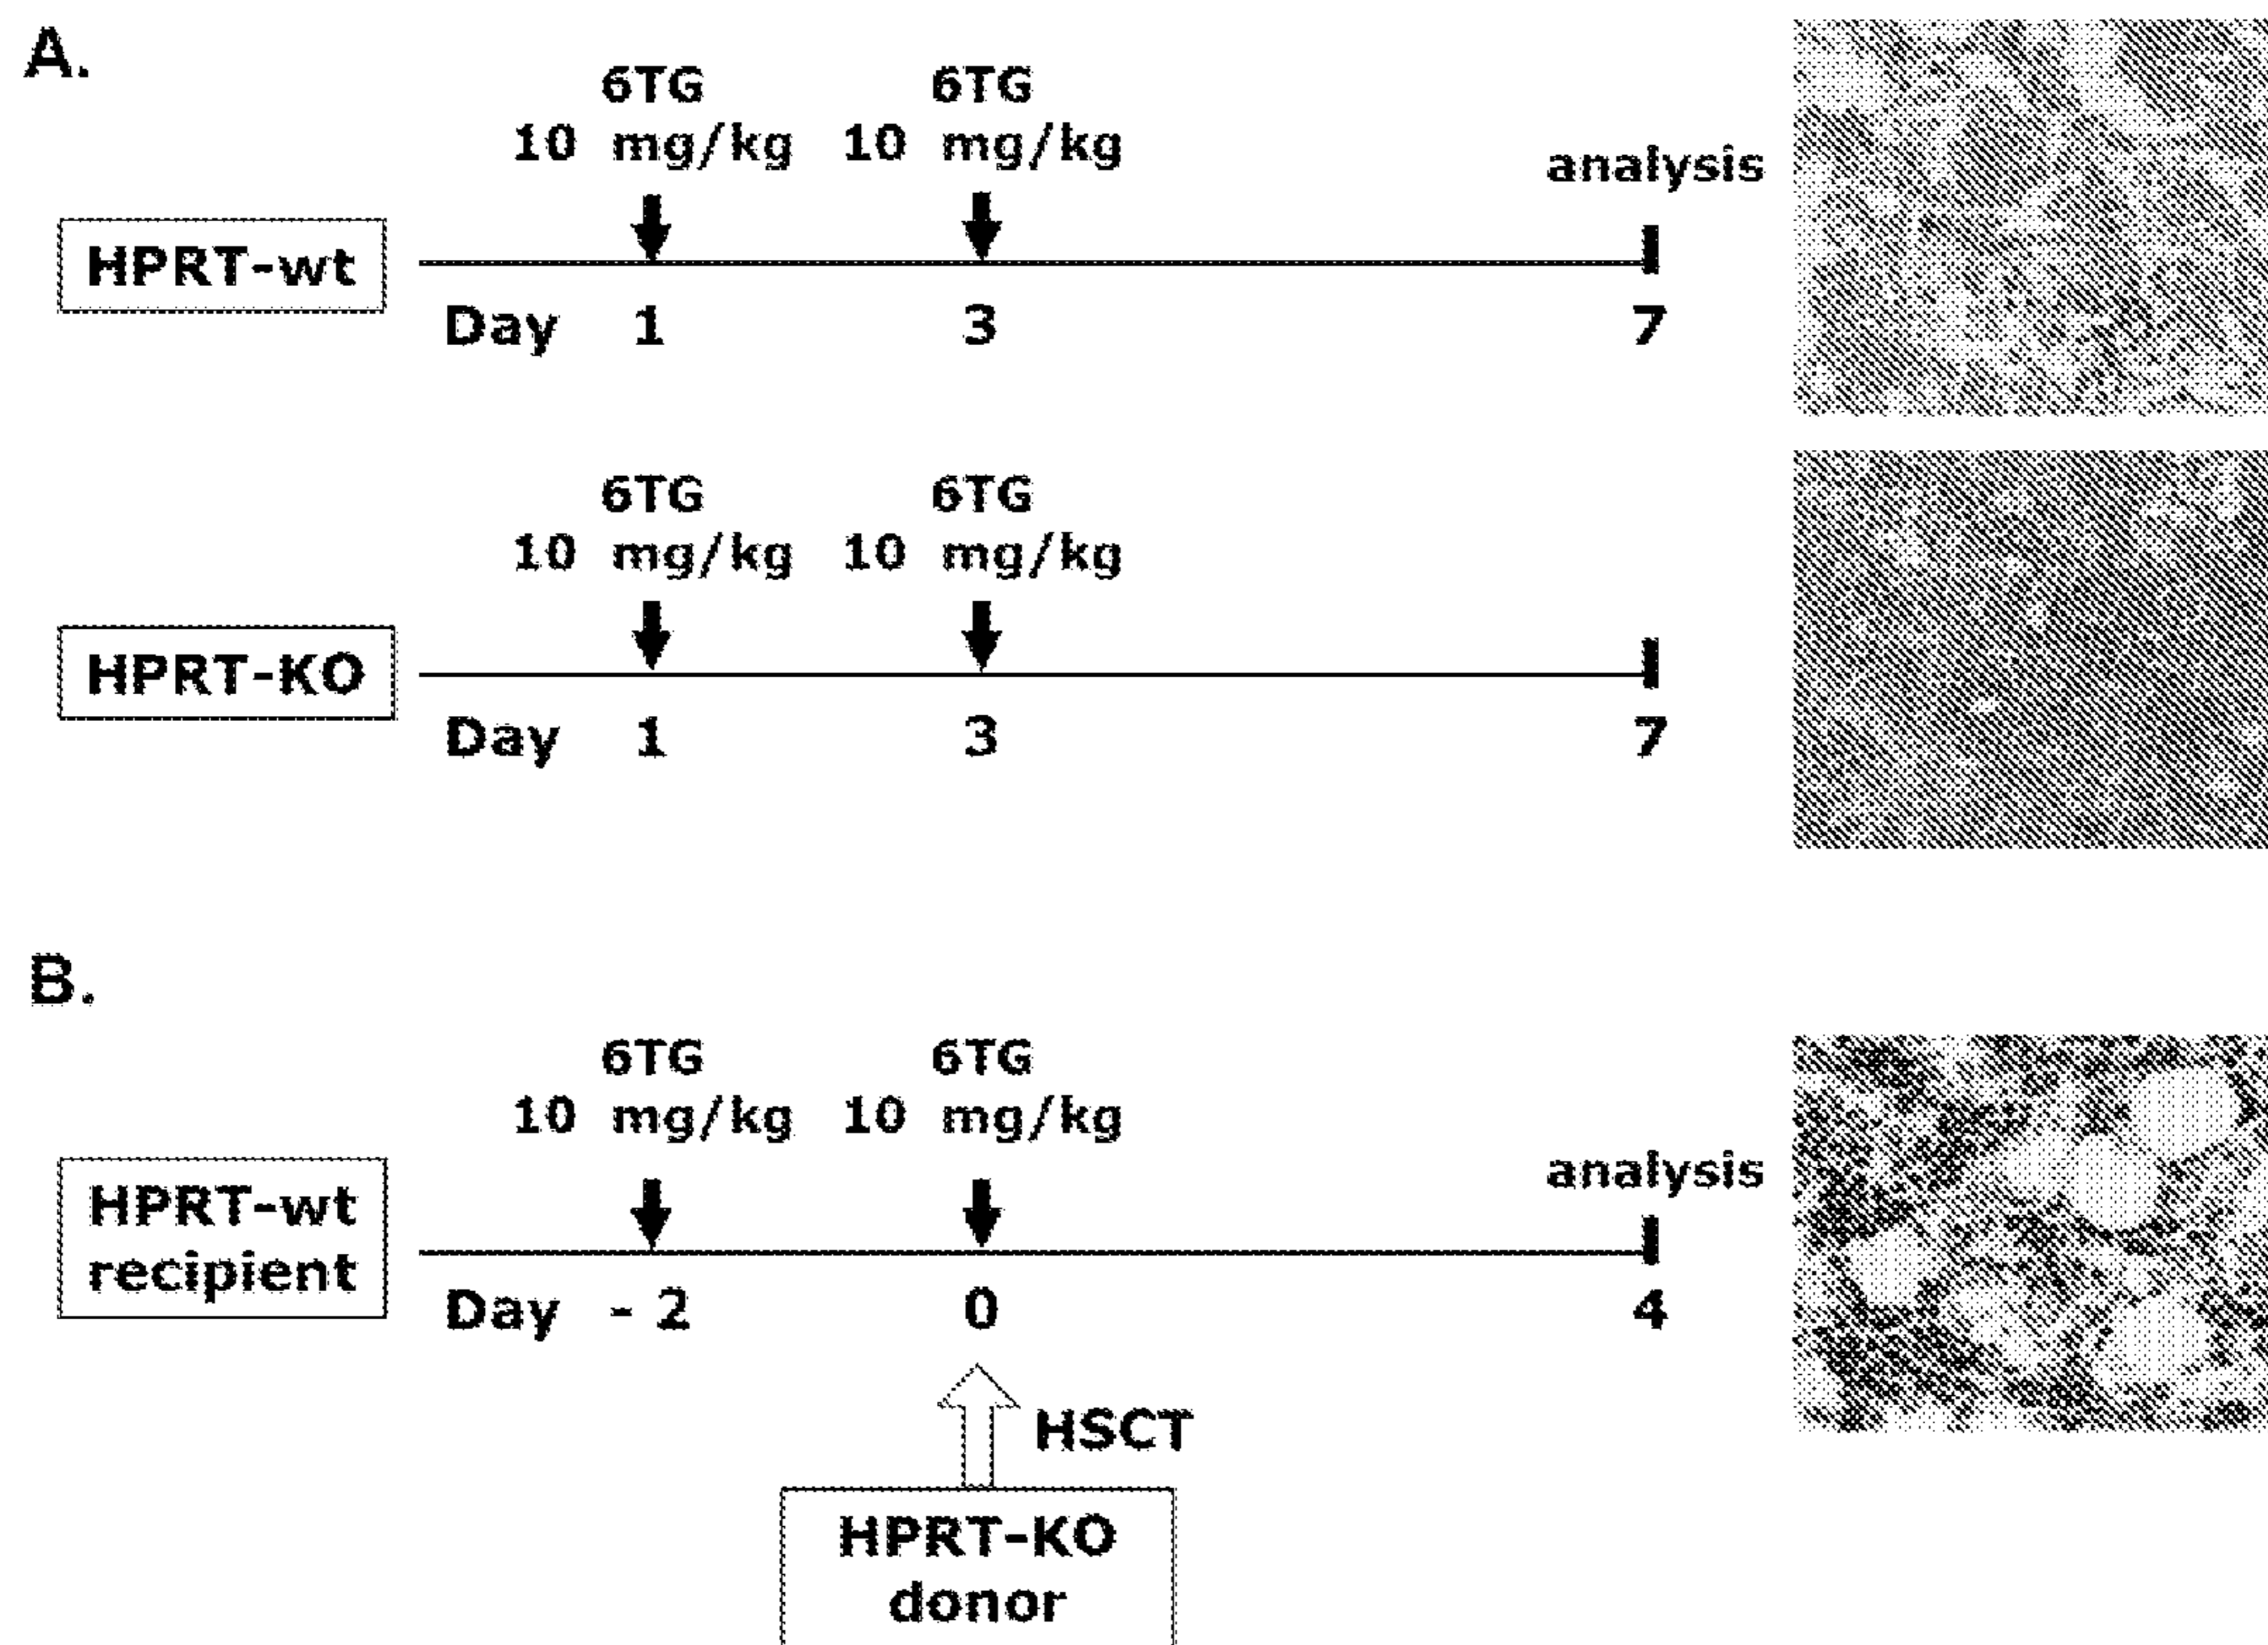 A.
6TG 6TG
10 mg/kg 10 mg/kg
analysis
HPRT-wt
Day 1 3 7
6TG 6TG
10 mg/kg 10 mg/kg
HPRT-KO
Day 1 3 7
B.
6TG 6TG
10 mg/kg 10 mg/kg
analysis
HPRT-wt
recipient
Day - 2 0 4
HSCT
HPRT-KO
donor